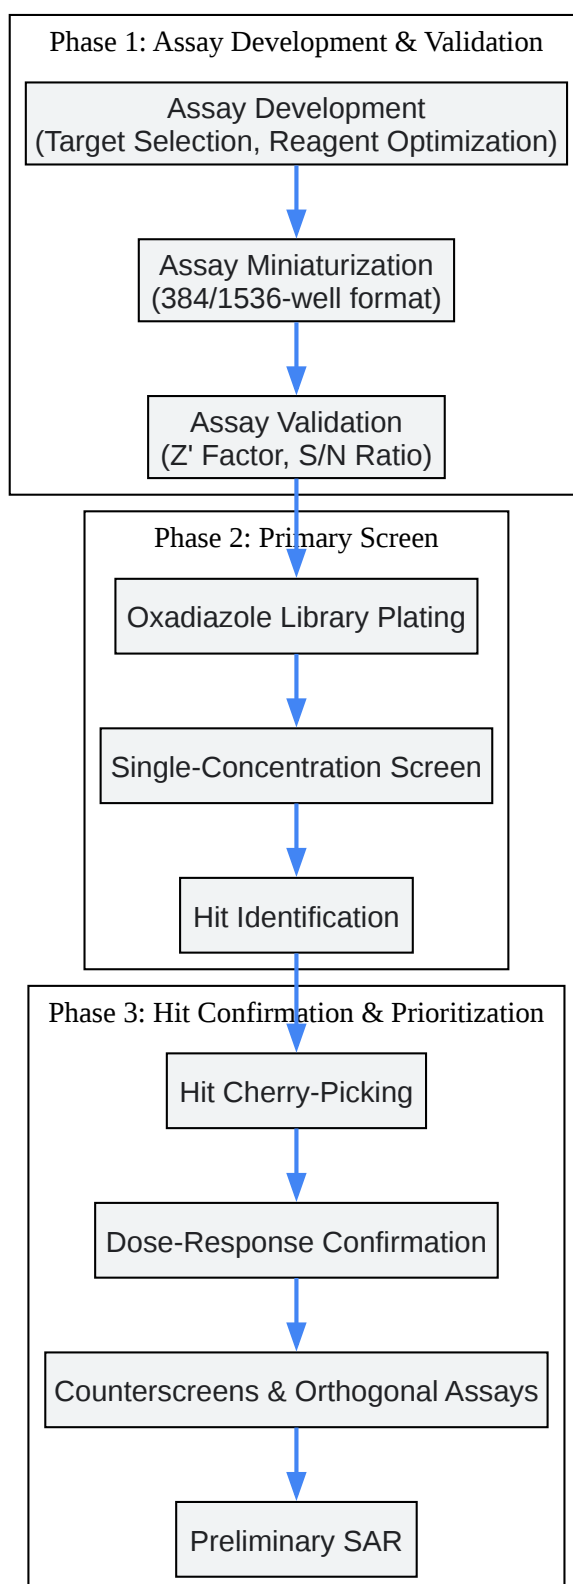 Phase 1: Assay Development & Validation
Assay Development
(Target Selection, Reagent Optimization)
Assay Miniaturization
(384/1536-well format)
Assay Validation
(Z' Factor, S/N Ratio)
Phase 2: Primary Screen
Oxadiazole Library Plating
Single-Concentration Screen
Hit Identification
Phase 3: Hit Confirmation & Prioritization
Hit Cherry-Picking
Dose-Response Confirmation
Counterscreens & Orthogonal Assays
Preliminary SAR